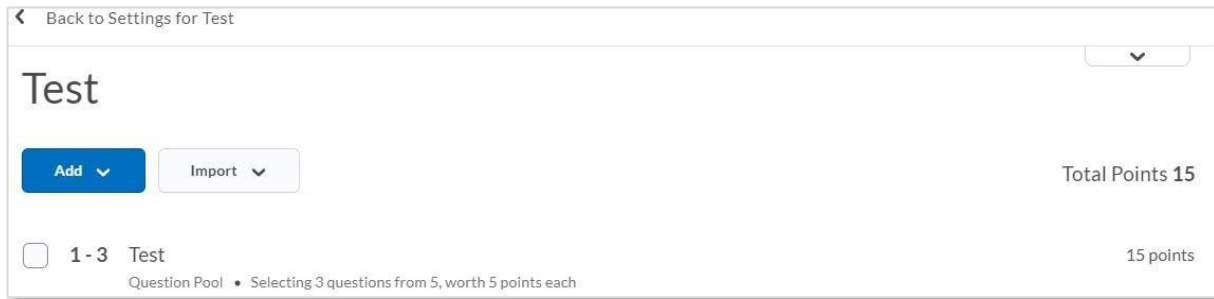 Back to Settings for Test
Test
Add
Import
Total Points 15
1 - 3 Test
15 points
Question Pool • Selecting 3 questions from 5, worth 5 points each